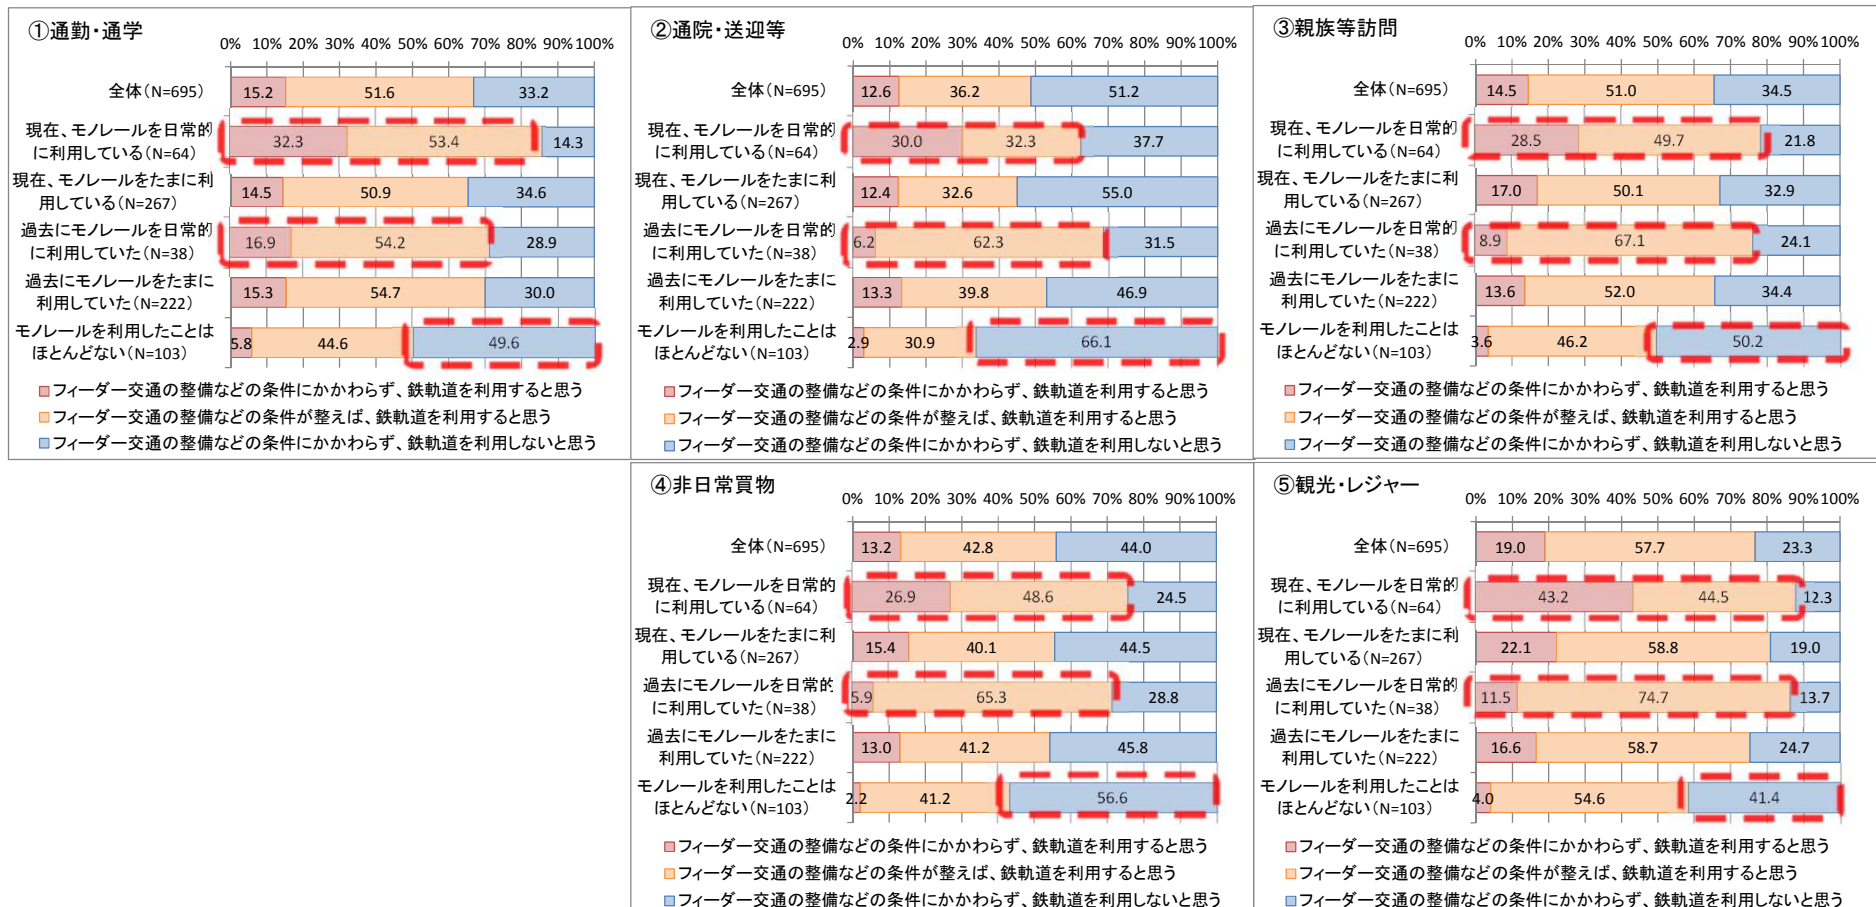 ①通勤・通学
0% 10% 20% 30% 40% 50% 60% 70% 80% 90%100%
全体(N=695)
15.2 51.6 33.2
現在、モノレールを日常的
に利用している(N=64)
32.3 53.4 14.3
現在、モノレールをたまに利
用している(N=267)
14.5 50.9 34.6
過去にモノレールを日常的
に利用していた(N=38)
16.9 54.2 28.9
過去にモノレールをたまに
利用していた(N=222)
15.3 54.7 30.0
モノレールを利用したことは
ほとんどない(N=103)
5.8 44.6 49.6
フィーダー交通の整備などの条件にかかわらず、鉄軌道を利用すると思う
フィーダー交通の整備などの条件が整えば、鉄軌道を利用すると思う
フィーダー交通の整備などの条件にかかわらず、鉄軌道を利用しないと思う
②通院・送迎等
0% 10% 20% 30% 40% 50% 60% 70% 80% 90%100%
全体(N=695)
12.6 36.2 51.2
現在、モノレールを日常的
に利用している(N=64)
30.0 32.3 37.7
現在、モノレールをたまに利
用している(N=267)
12.4 32.6 55.0
過去にモノレールを日常的
に利用していた(N=38)
6.2 62.3 31.5
過去にモノレールをたまに
利用していた(N=222)
13.3 39.8 46.9
モノレールを利用したことは
ほとんどない(N=103)
2.9 30.9 66.1
フィーダー交通の整備などの条件にかかわらず、鉄軌道を利用すると思う
フィーダー交通の整備などの条件が整えば、鉄軌道を利用すると思う
フィーダー交通の整備などの条件にかかわらず、鉄軌道を利用しないと思う
③親族等訪問
0% 10% 20% 30% 40% 50% 60% 70% 80% 90%100%
全体(N=695)
14.5 51.0 34.5
現在、モノレールを日常的
に利用している(N=64)
28.5 49.7 21.8
現在、モノレールをたまに利
用している(N=267)
17.0 50.1 32.9
過去にモノレールを日常的
に利用していた(N=38)
8.9 67.1 24.1
過去にモノレールをたまに
利用していた(N=222)
13.6 52.0 34.4
モノレールを利用したことは
ほとんどない(N=103)
3.6 46.2 50.2
フィーダー交通の整備などの条件にかかわらず、鉄軌道を利用すると思う
フィーダー交通の整備などの条件が整えば、鉄軌道を利用すると思う
フィーダー交通の整備などの条件にかかわらず、鉄軌道を利用しないと思う
④非日常買物
0% 10% 20% 30% 40% 50% 60% 70% 80% 90%100%
全体(N=695)
13.2 42.8 44.0
現在、モノレールを日常的
に利用している(N=64)
26.9 48.6 24.5
現在、モノレールをたまに利
用している(N=267)
15.4 40.1 44.5
過去にモノレールを日常的
に利用していた(N=38)
5.9 65.3 28.8
過去にモノレールをたまに
利用していた(N=222)
13.0 41.2 45.8
モノレールを利用したことは
ほとんどない(N=103)
2.2 41.2 56.6
フィーダー交通の整備などの条件にかかわらず、鉄軌道を利用すると思う
フィーダー交通の整備などの条件が整えば、鉄軌道を利用すると思う
フィーダー交通の整備などの条件にかかわらず、鉄軌道を利用しないと思う
⑤観光・レジャー
0% 10% 20% 30% 40% 50% 60% 70% 80% 90%100%
全体(N=695)
19.0 57.7 23.3
現在、モノレールを日常的
に利用している(N=64)
43.2 44.5 12.3
現在、モノレールをたまに利
用している(N=267)
22.1 58.8 19.0
過去にモノレールを日常的
に利用していた(N=38)
11.5 74.7 13.7
過去にモノレールをたまに
利用していた(N=222)
16.6 58.7 24.7
モノレールを利用したことは
ほとんどない(N=103)
4.0 54.6 41.4
フィーダー交通の整備などの条件にかかわらず、鉄軌道を利用すると思う
フィーダー交通の整備などの条件が整えば、鉄軌道を利用すると思う
フィーダー交通の整備などの条件にかかわらず、鉄軌道を利用しないと思う